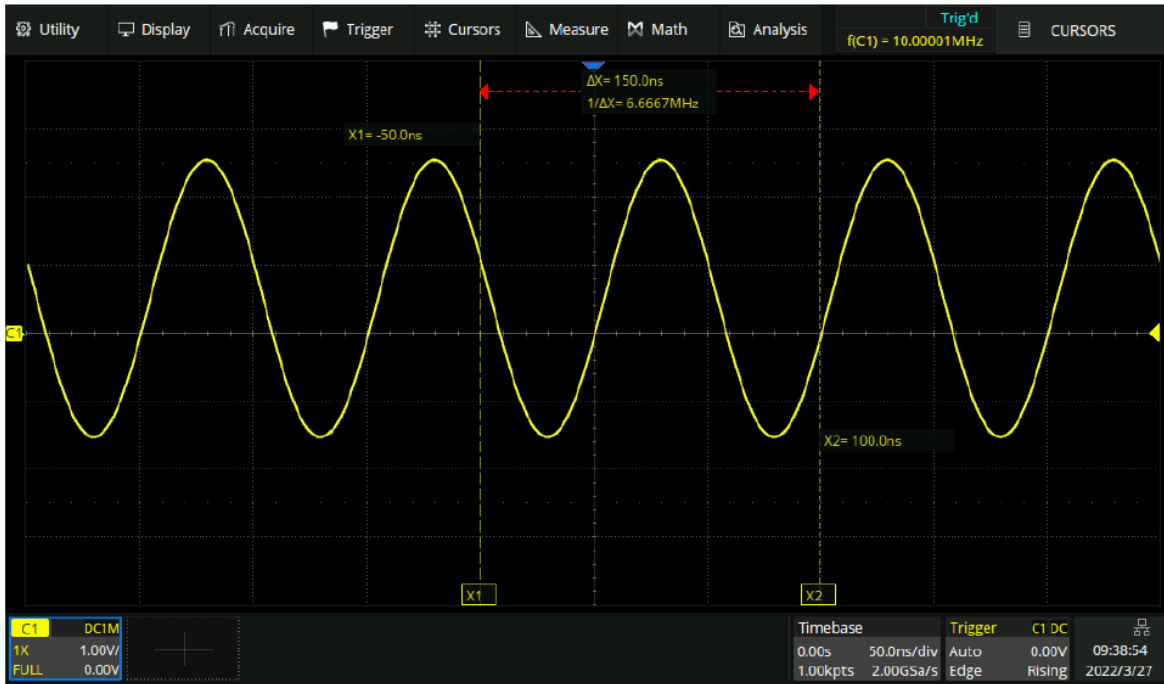 Utility Display Acquire Trigger Cursors Measure Math Analysis
Trig'd
f(C1) = 10.00001MHz
CURSORS
ΔX= 150.0ns
1/ΔX= 6.6667MHz
X1= -50.0ns
C1
X2= 100.0ns
X1 X2
C1 DC1M
1X 1.00V/
FULL 0.00V
Timebase
0.00s 50.0ns/div
1.00kpts 2.00GSa/s
Trigger C1 DC
Auto 0.00V
Edge Rising
09:38:54
2022/3/27